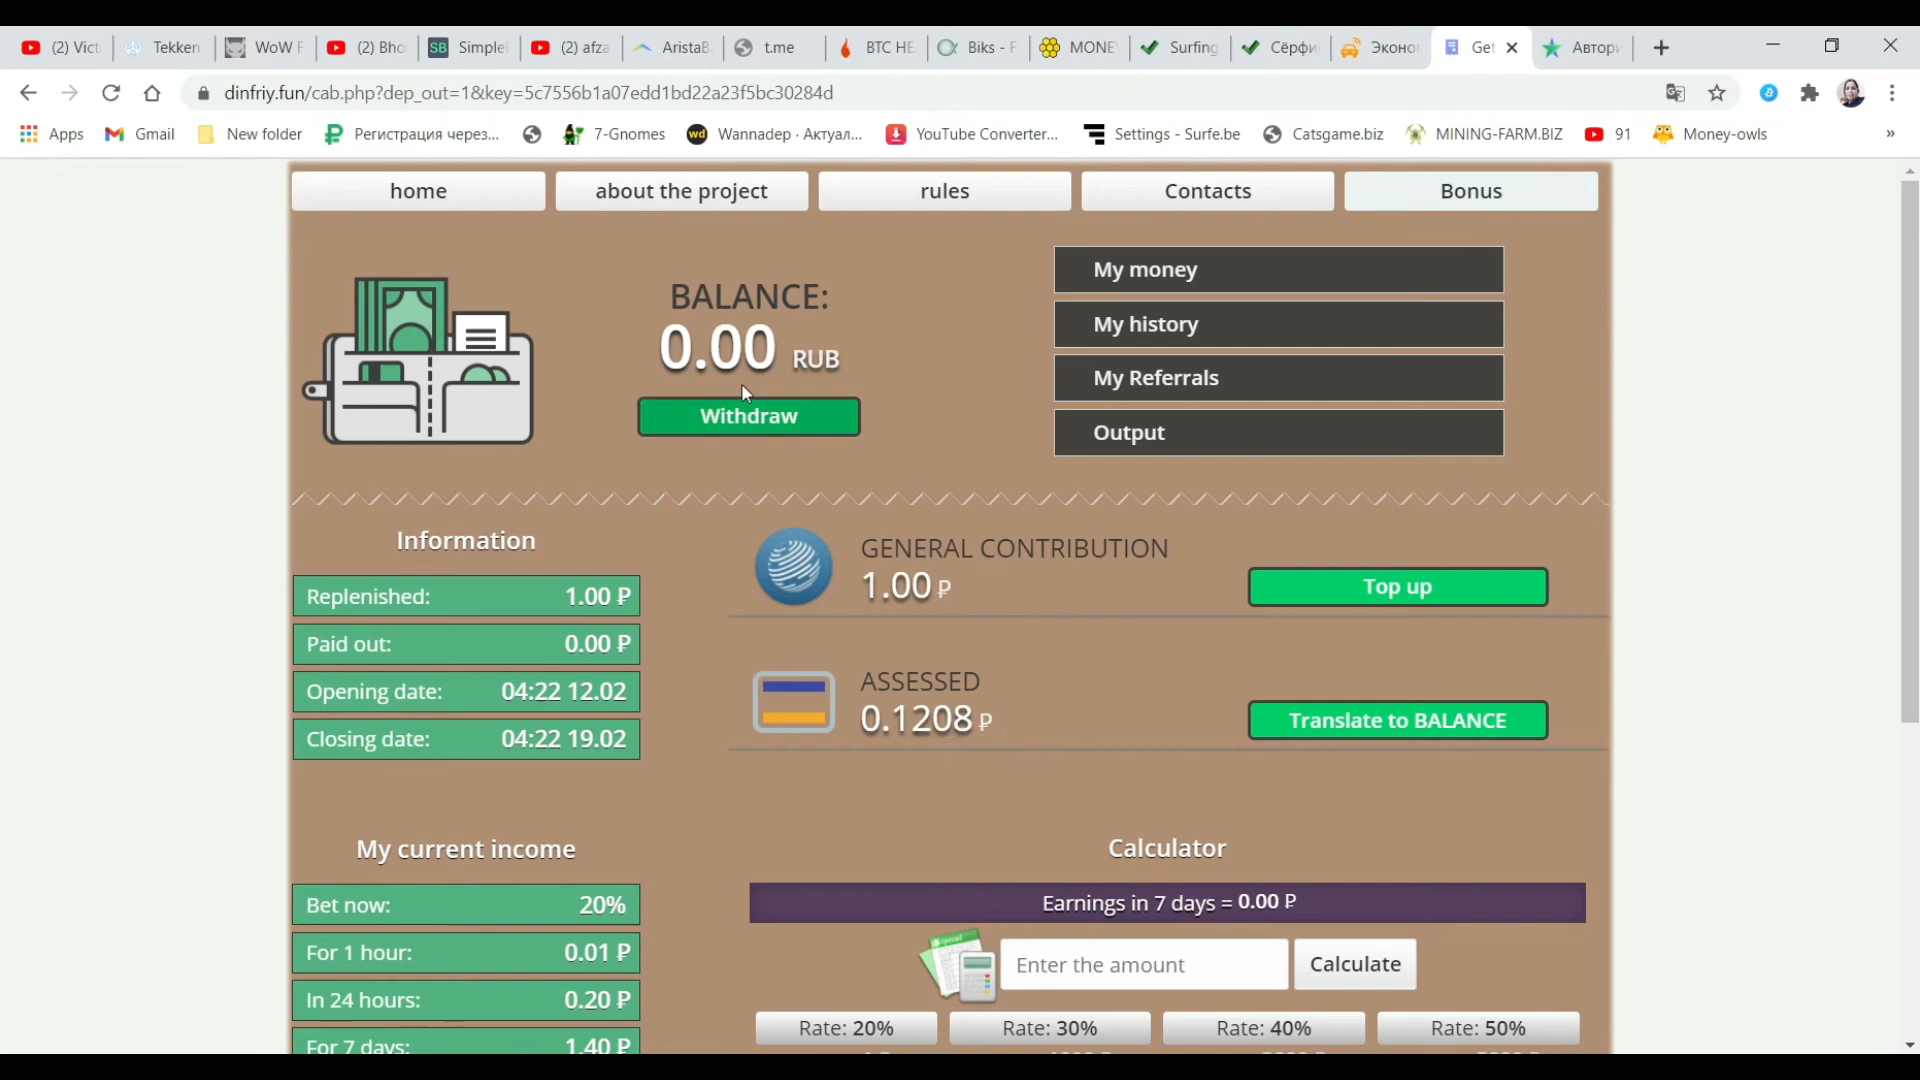 (2) Vict
Tekken
WoW F
(2) Bho
SB
Simple
(2) afza
AristaB
t.me
BTC HE
Biks - F
MONE
Surfing
Сёрфи
Эконо
Get
Автори
dinfriy.fun/cab.php?dep_out=1&key=5c7556b1a07edd1bd22a23f5bc30284d
Apps
Gmail
New folder
Регистрация через...
7-Gnomes
wd
Wannadep · Актуал...
YouTube Converter...
Settings - Surfe.be
Catsgame.biz
MINING-FARM.BIZ
91
Money-owls
»
home
about the project
rules
Contacts
Bonus
BALANCE:
0.00 RUB
Withdraw
My money
My history
My Referrals
Output
Information
Replenished: 1.00 ₽
Paid out: 0.00 ₽
Opening date: 04:22 12.02
Closing date: 04:22 19.02
GENERAL CONTRIBUTION
1.00 ₽
Top up
ASSESSED
0.1208 ₽
Translate to BALANCE
My current income
Bet now: 20%
For 1 hour: 0.01 ₽
In 24 hours: 0.20 ₽
For 7 days: 1.40 ₽
Calculator
Earnings in 7 days = 0.00 ₽
Enter the amount
Calculate
Rate: 20%
Rate: 30%
Rate: 40%
Rate: 50%